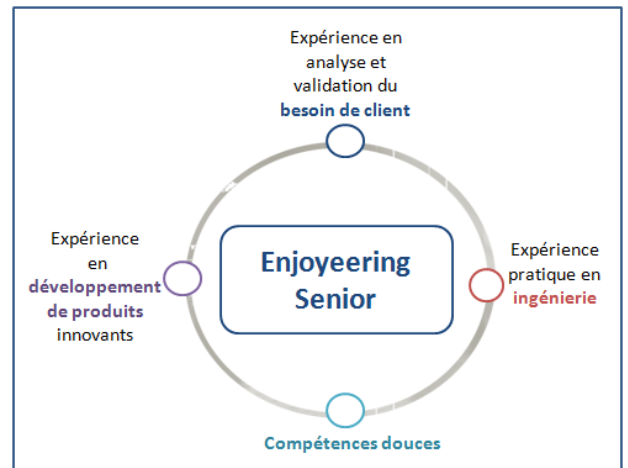 Expérience en
analyse et
validation du
besoin de client
Enjoyeering
Senior
Expérience
pratique en
ingénierie
Expérience
en
développement
de produits
innovants
Compétences douces